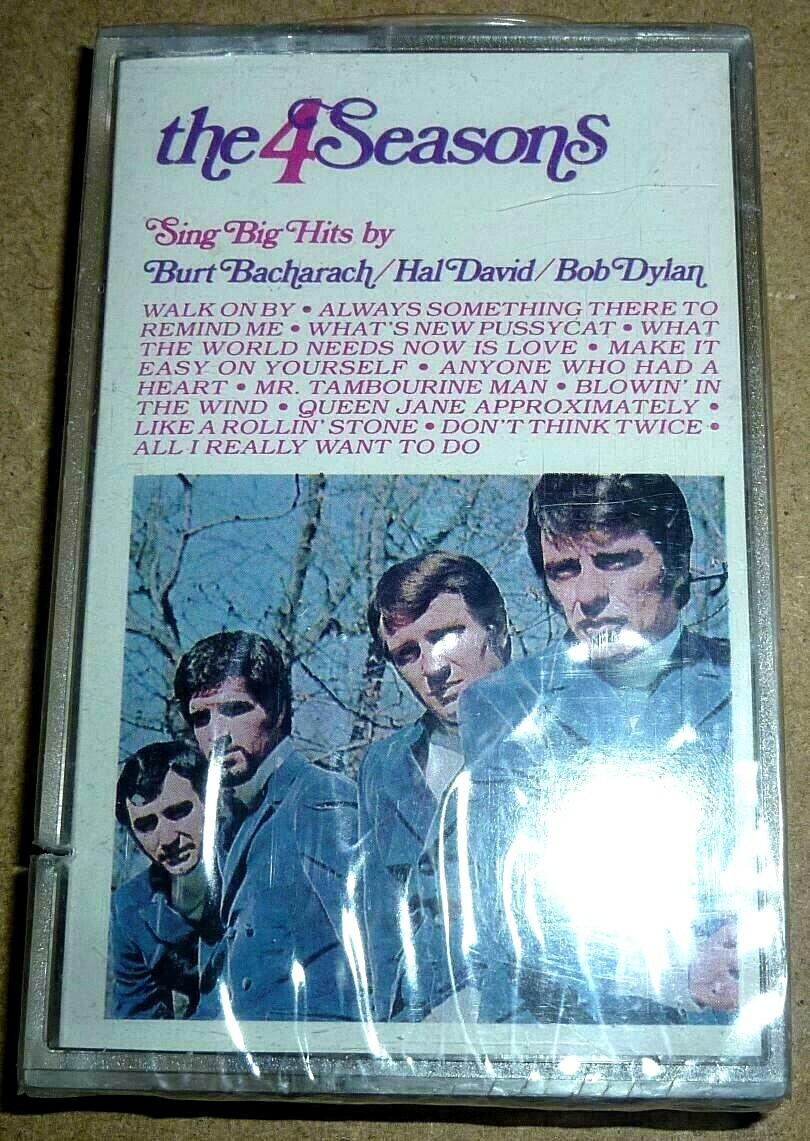 the 4 Seasons
Sing Big Hits by
Burt Bacharach/Hal David/Bob Dylan
WALK ON BY • ALWAYS SOMETHING THERE TO
REMIND ME • WHAT'S NEW PUSSYCAT • WHAT
THE WORLD NEEDS NOW IS LOVE • MAKE IT
EASY ON YOURSELF • ANYONE WHO HAD A
HEART • MR. TAMBOURINE MAN • BLOWIN' IN
THE WIND • QUEEN JANE APPROXIMATELY •
LIKE A ROLLIN' STONE • DON'T THINK TWICE •
ALL I REALLY WANT TO DO